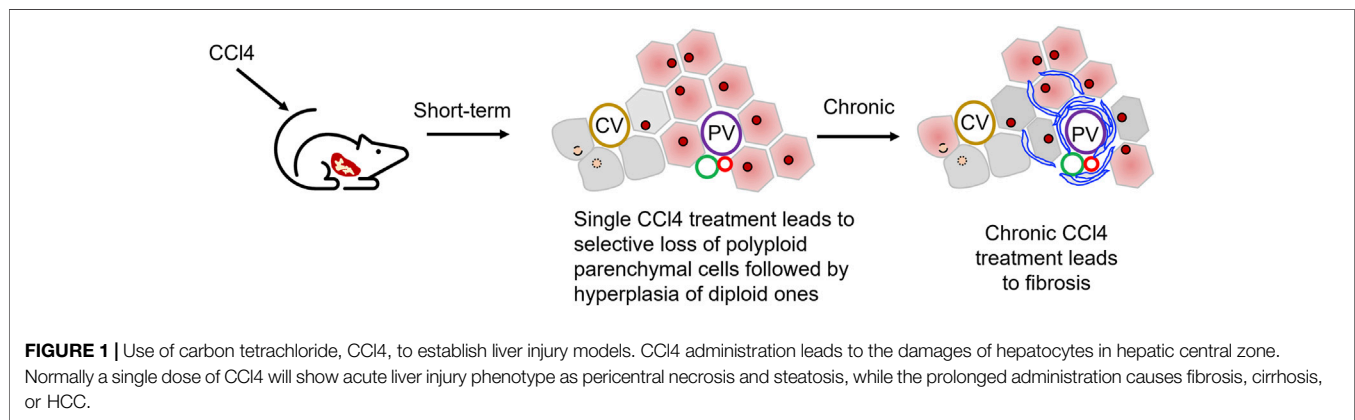 CCl4
Short-term
CV
PV
Chronic
CV
PV
Single CCl4 treatment leads to
selective loss of polyploid
parenchymal cells followed by
hyperplasia of diploid ones
Chronic CCl4
treatment leads
to fibrosis
FIGURE 1 | Use of carbon tetrachloride, CCl4, to establish liver injury models. CCl4 administration leads to the damages of hepatocytes in hepatic central zone.
Normally a single dose of CCl4 will show acute liver injury phenotype as pericentral necrosis and steatosis, while the prolonged administration causes fibrosis, cirrhosis,
or HCC.